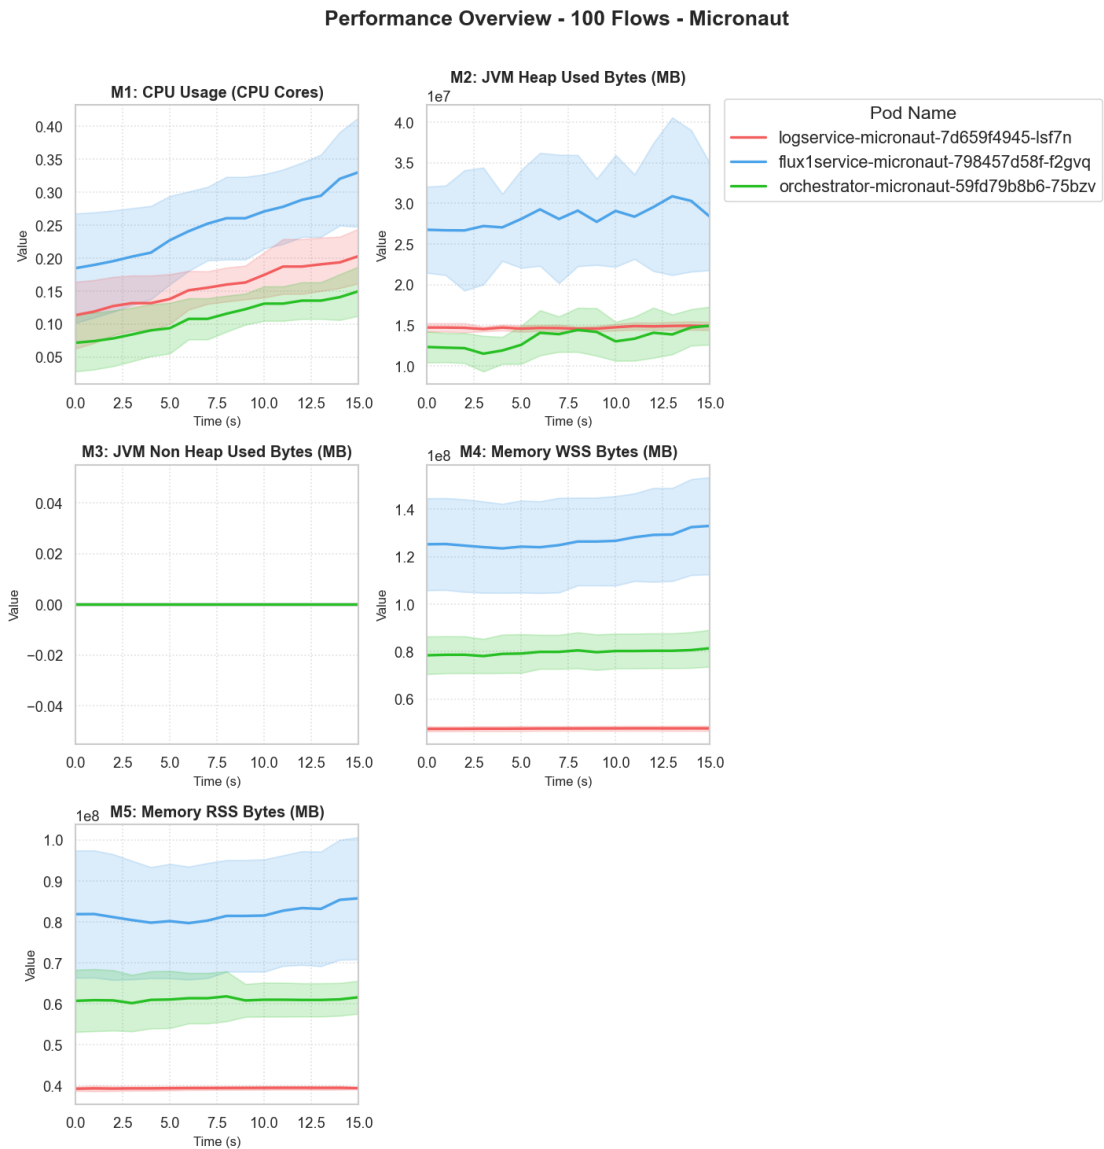 Performance Overview - 100 Flows - Micronaut
M1: CPU Usage (CPU Cores)
0.40
0.35
0.30
0.25
0.20
0.15
0.10
0.05
Value
0.0 2.5 5.0 7.5 10.0 12.5 15.0
Time (s)
M2: JVM Heap Used Bytes (MB)
1e7
4.0
3.5
3.0
2.5
2.0
1.5
1.0
Value
0.0 2.5 5.0 7.5 10.0 12.5 15.0
Time (s)
Pod Name
logservice-micronaut-7d659f4945-lsf7n
flux1service-micronaut-798457d58f-f2gvq
orchestrator-micronaut-59fd79b8b6-75bzv
M3: JVM Non Heap Used Bytes (MB)
0.04
0.02
0.00
−0.02
−0.04
Value
0.0 2.5 5.0 7.5 10.0 12.5 15.0
Time (s)
M4: Memory WSS Bytes (MB)
1e8
1.4
1.2
1.0
0.8
0.6
Value
0.0 2.5 5.0 7.5 10.0 12.5 15.0
Time (s)
M5: Memory RSS Bytes (MB)
1e8
1.0
0.9
0.8
0.7
0.6
0.5
0.4
Value
0.0 2.5 5.0 7.5 10.0 12.5 15.0
Time (s)